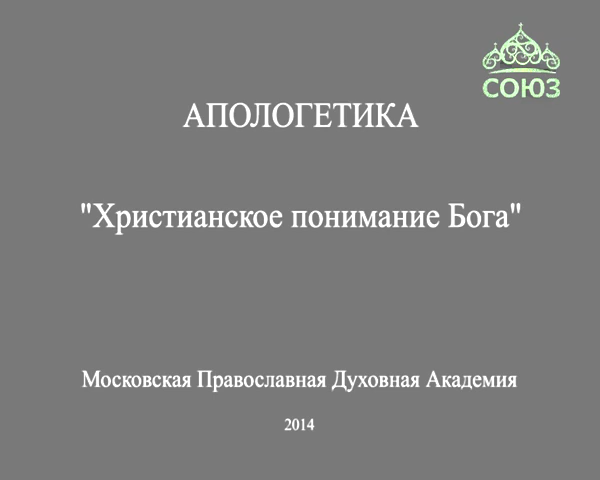 СОЮЗ
АПОЛОГЕТИКА
"Христианское понимание Бога"
Московская Православная Духовная Академия
2014